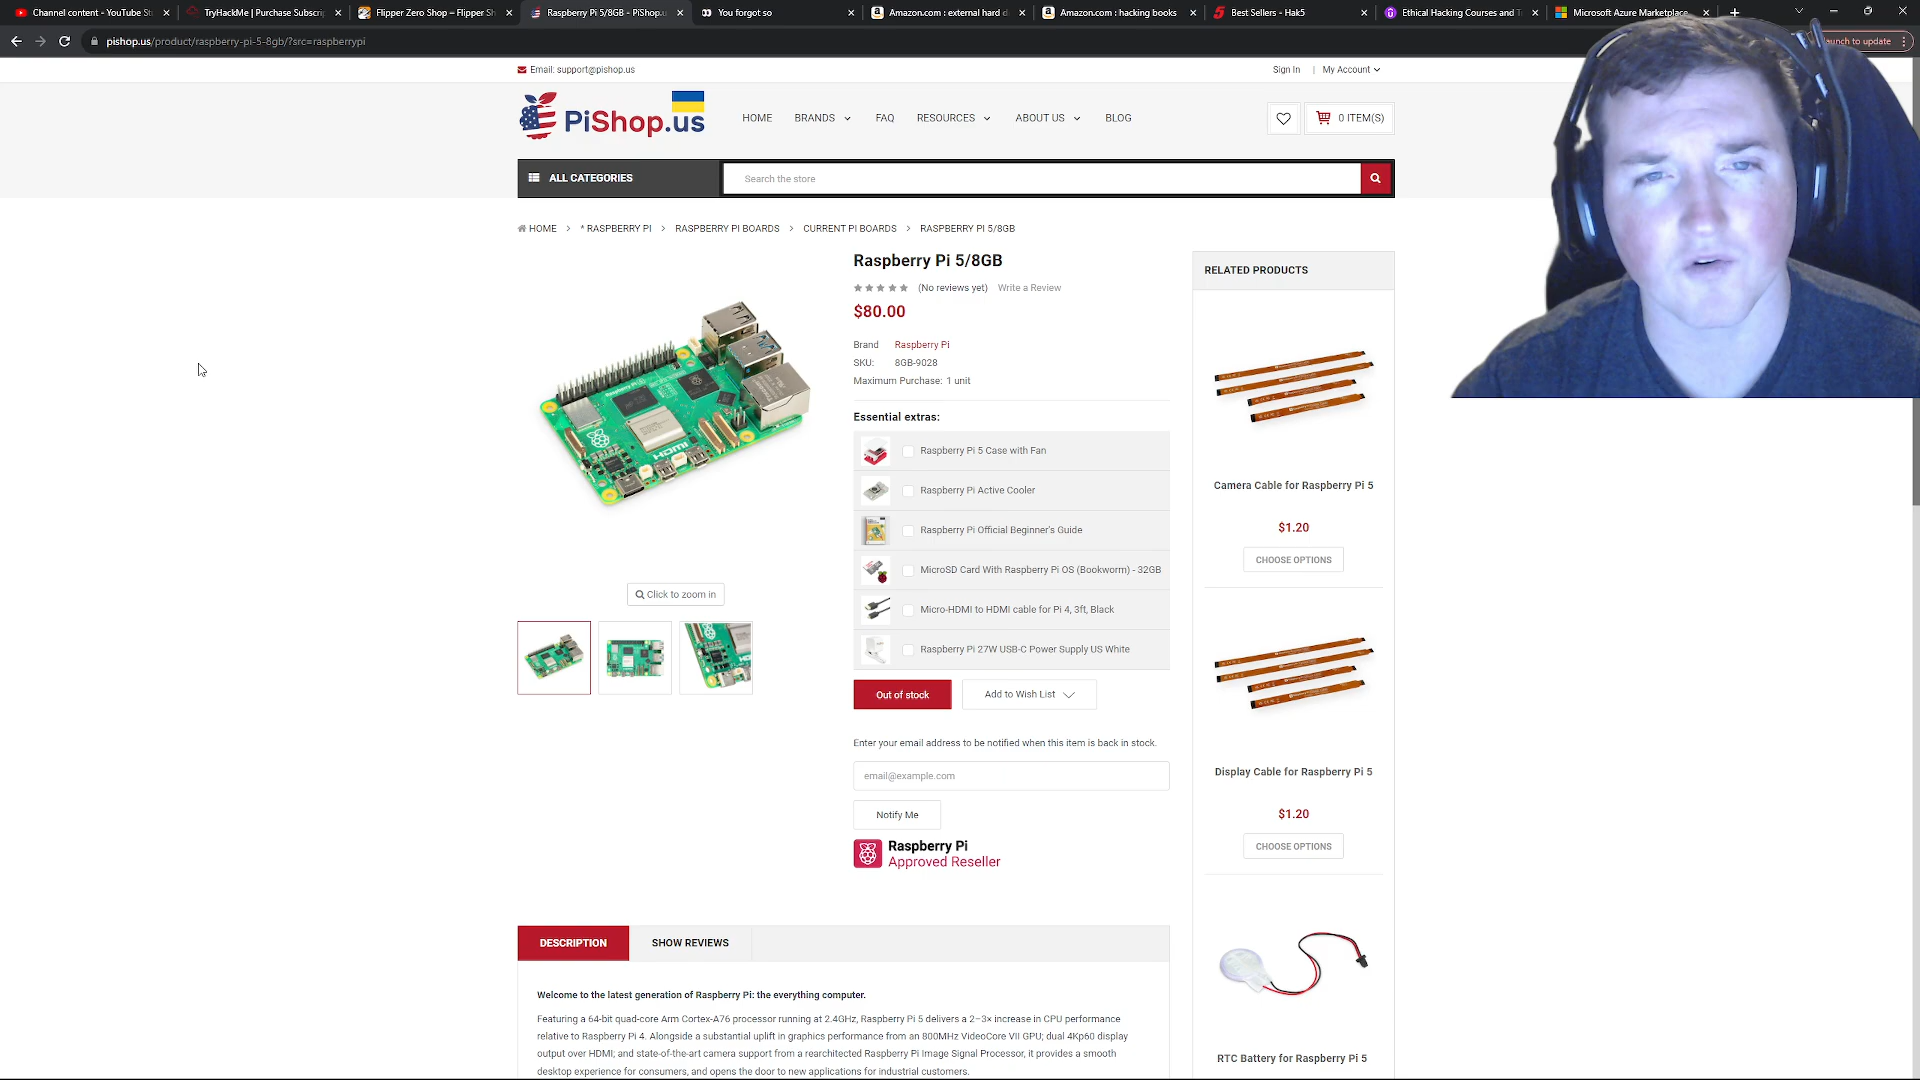 Channel content - YouTube St
TryHackMe | Purchase Subscrip
Flipper Zero Shop – Flipper Sh
Raspberry Pi 5/8GB - PiShop.u
You forgot so
Amazon.com : external hard d
Amazon.com : hacking books
Best Sellers - Hak5
Ethical Hacking Courses and T
Microsoft Azure Marketplace
pishop.us/product/raspberry-pi-5-8gb/?src=raspberrypi
aunch to update
Email: support@pishop.us
Sign In | My Account
PiShop.us
HOME
BRANDS
FAQ
RESOURCES
ABOUT US
BLOG
0 ITEM(S)
ALL CATEGORIES
Search the store
HOME > * RASPBERRY PI > RASPBERRY PI BOARDS > CURRENT PI BOARDS > RASPBERRY PI 5/8GB
Raspberry Pi 5/8GB
(No reviews yet) Write a Review
$80.00
Brand Raspberry Pi
SKU: 8GB-9028
Maximum Purchase: 1 unit
Essential extras:
Raspberry Pi 5 Case with Fan
Raspberry Pi Active Cooler
Raspberry Pi Official Beginner's Guide
MicroSD Card With Raspberry Pi OS (Bookworm) - 32GB
Micro-HDMI to HDMI cable for Pi 4, 3ft, Black
Raspberry Pi 27W USB-C Power Supply US White
Out of stock
Add to Wish List
Enter your email address to be notified when this item is back in stock.
email@example.com
Notify Me
Raspberry Pi
Approved Reseller
HDMI
Click to zoom in
RELATED PRODUCTS
Camera Cable for Raspberry Pi 5
$1.20
CHOOSE OPTIONS
Display Cable for Raspberry Pi 5
$1.20
CHOOSE OPTIONS
RTC Battery for Raspberry Pi 5
DESCRIPTION
SHOW REVIEWS
Welcome to the latest generation of Raspberry Pi: the everything computer.
Featuring a 64-bit quad-core Arm Cortex-A76 processor running at 2.4GHz, Raspberry Pi 5 delivers a 2–3× increase in CPU performance
relative to Raspberry Pi 4. Alongside a substantial uplift in graphics performance from an 800MHz VideoCore VII GPU; dual 4Kp60 display
output over HDMI; and state-of-the-art camera support from a rearchitected Raspberry Pi Image Signal Processor, it provides a smooth
desktop experience for consumers, and opens the door to new applications for industrial customers.